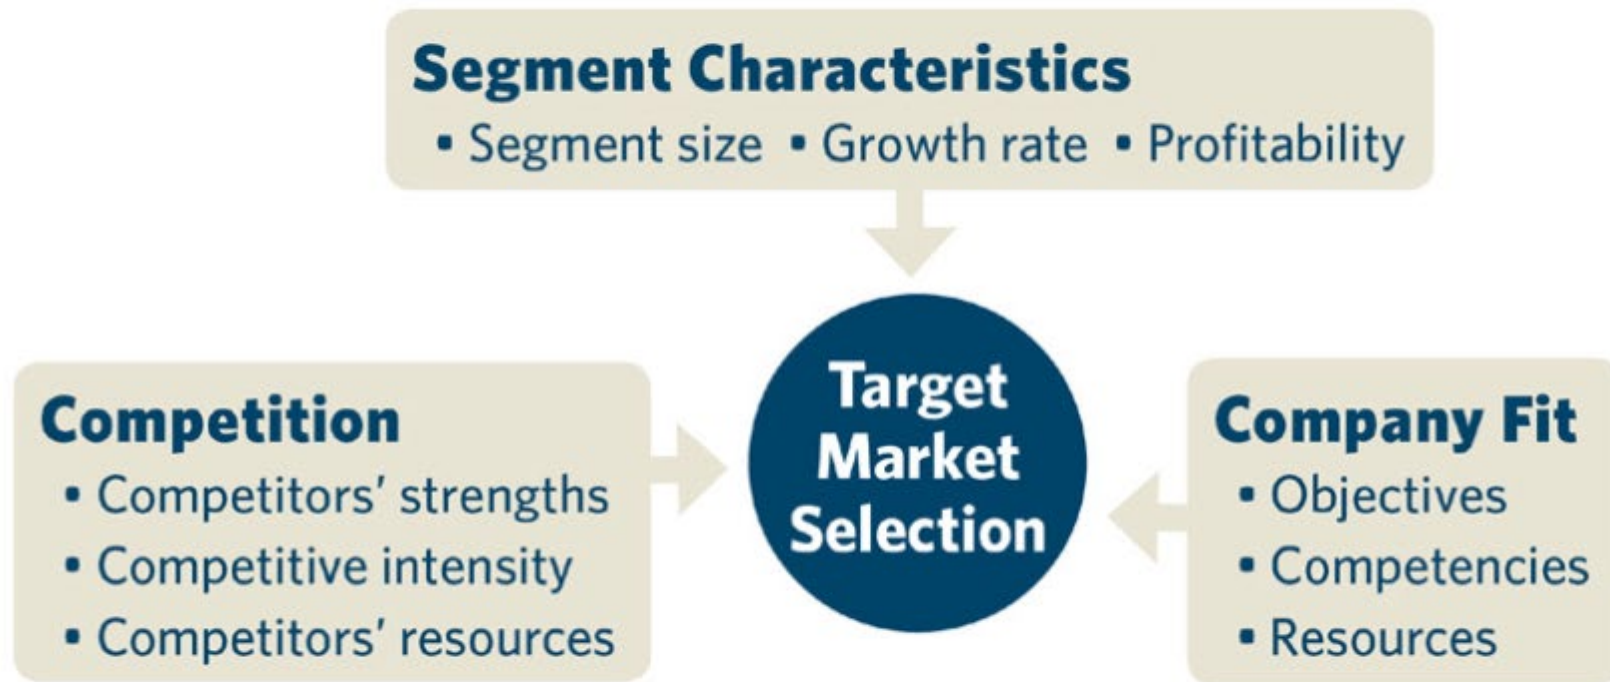 Segment Characteristics
▪ Segment size ▪ Growth rate ▪ Profitability
Competition
▪ Competitors’ strengths
▪ Competitive intensity
▪ Competitors’ resources
Target
Market
Selection
Company Fit
▪ Objectives
▪ Competencies
▪ Resources